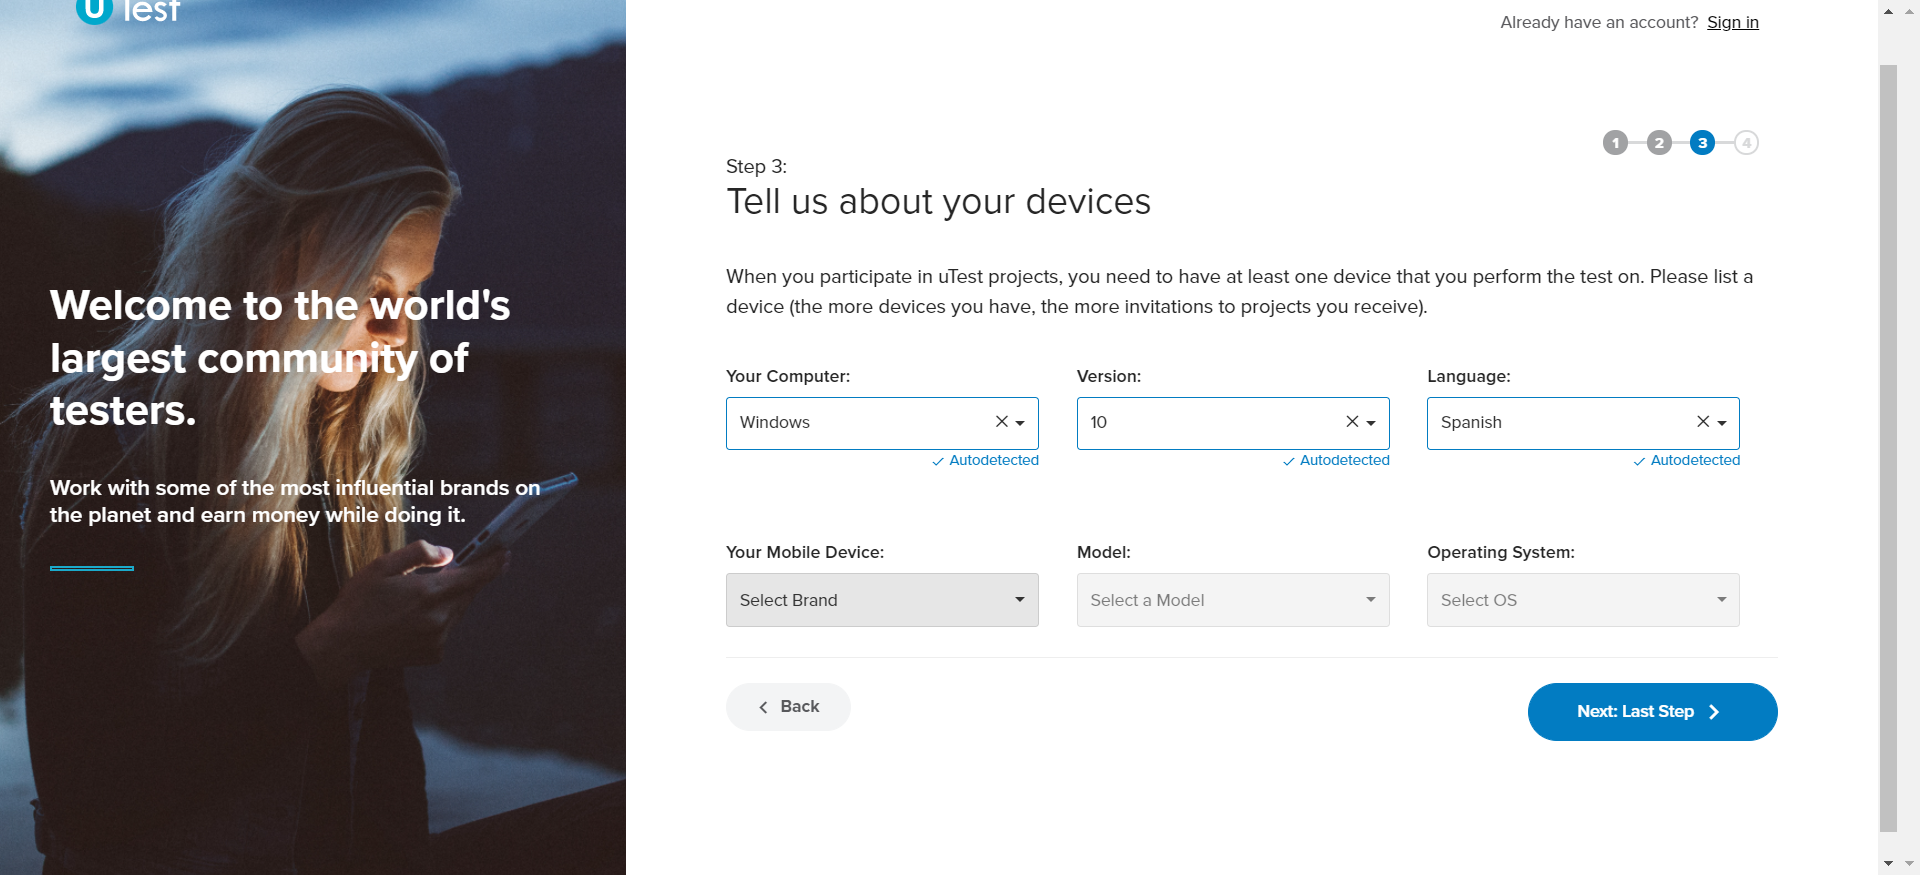 U Test
Already have an account? Sign in
1 2 3 4
Step 3:
Tell us about your devices
When you participate in uTest projects, you need to have at least one device that you perform the test on. Please list a
device (the more devices you have, the more invitations to projects you receive).
Your Computer: Version: Language:
Windows 10 Spanish
Autodetected Autodetected Autodetected
Your Mobile Device: Model: Operating System:
Select Brand Select a Model Select OS
Back Next: Last Step
Welcome to the world's
largest community of
testers.
Work with some of the most influential brands on
the planet and earn money while doing it.